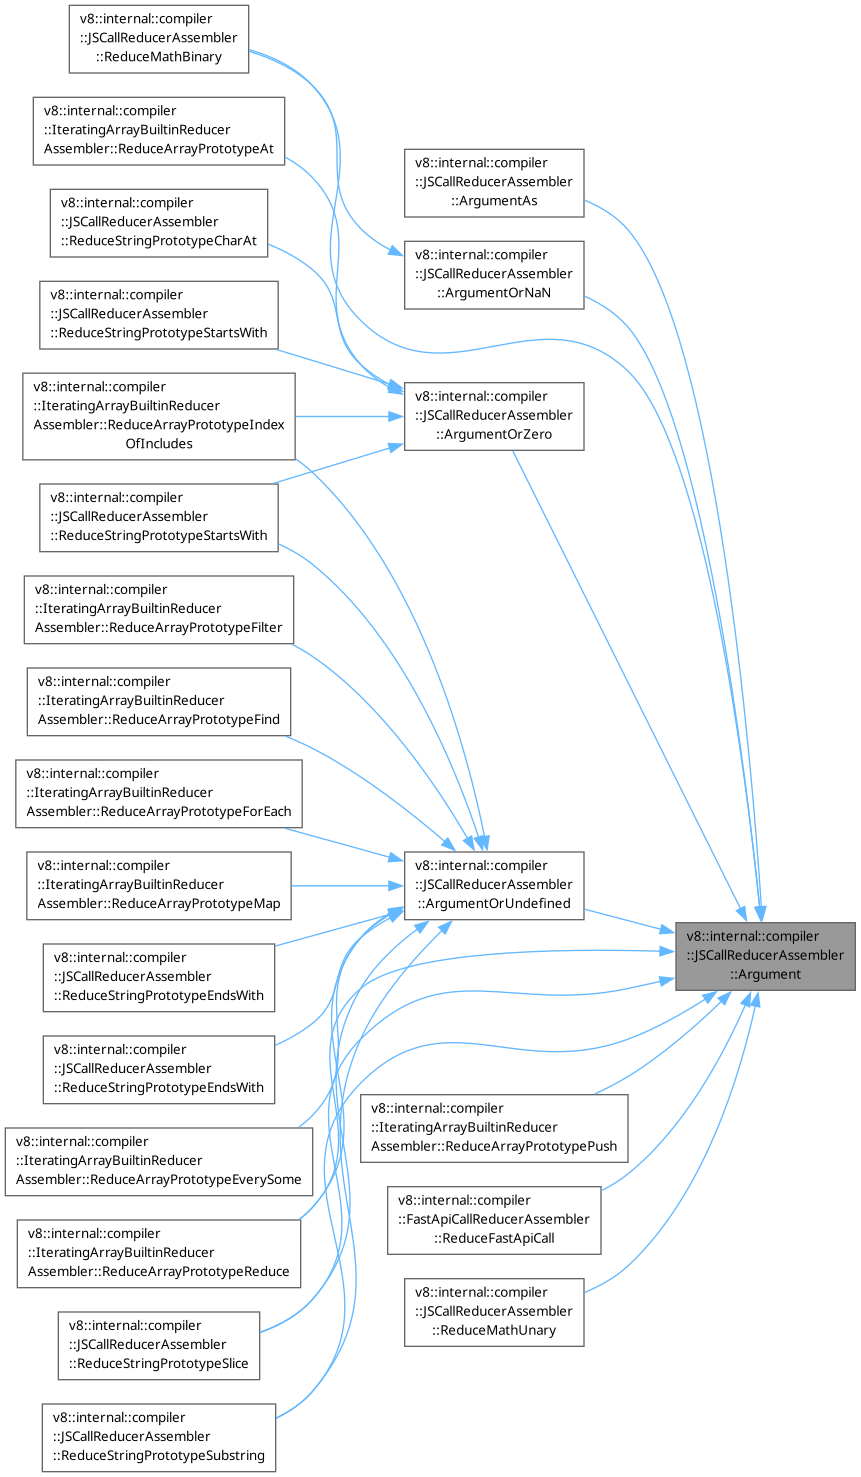 v8::internal::compiler
::JSCallReducerAssembler
::ReduceMathBinary
v8::internal::compiler
::IteratingArrayBuiltinReducer
Assembler::ReduceArrayPrototypeAt
v8::internal::compiler
::JSCallReducerAssembler
::ReduceStringPrototypeCharAt
v8::internal::compiler
::JSCallReducerAssembler
::ReduceStringPrototypeStartsWith
v8::internal::compiler
::IteratingArrayBuiltinReducer
Assembler::ReduceArrayPrototypeIndex
OfIncludes
v8::internal::compiler
::JSCallReducerAssembler
::ReduceStringPrototypeStartsWith
v8::internal::compiler
::IteratingArrayBuiltinReducer
Assembler::ReduceArrayPrototypeFilter
v8::internal::compiler
::IteratingArrayBuiltinReducer
Assembler::ReduceArrayPrototypeFind
v8::internal::compiler
::IteratingArrayBuiltinReducer
Assembler::ReduceArrayPrototypeForEach
v8::internal::compiler
::IteratingArrayBuiltinReducer
Assembler::ReduceArrayPrototypeMap
v8::internal::compiler
::JSCallReducerAssembler
::ReduceStringPrototypeEndsWith
v8::internal::compiler
::JSCallReducerAssembler
::ReduceStringPrototypeEndsWith
v8::internal::compiler
::IteratingArrayBuiltinReducer
Assembler::ReduceArrayPrototypeEverySome
v8::internal::compiler
::IteratingArrayBuiltinReducer
Assembler::ReduceArrayPrototypeReduce
v8::internal::compiler
::JSCallReducerAssembler
::ReduceStringPrototypeSlice
v8::internal::compiler
::JSCallReducerAssembler
::ReduceStringPrototypeSubstring
v8::internal::compiler
::JSCallReducerAssembler
::ArgumentAs
v8::internal::compiler
::JSCallReducerAssembler
::ArgumentOrNaN
v8::internal::compiler
::JSCallReducerAssembler
::ArgumentOrZero
v8::internal::compiler
::JSCallReducerAssembler
::ArgumentOrUndefined
v8::internal::compiler
::IteratingArrayBuiltinReducer
Assembler::ReduceArrayPrototypePush
v8::internal::compiler
::FastApiCallReducerAssembler
::ReduceFastApiCall
v8::internal::compiler
::JSCallReducerAssembler
::ReduceMathUnary
v8::internal::compiler
::JSCallReducerAssembler
::Argument